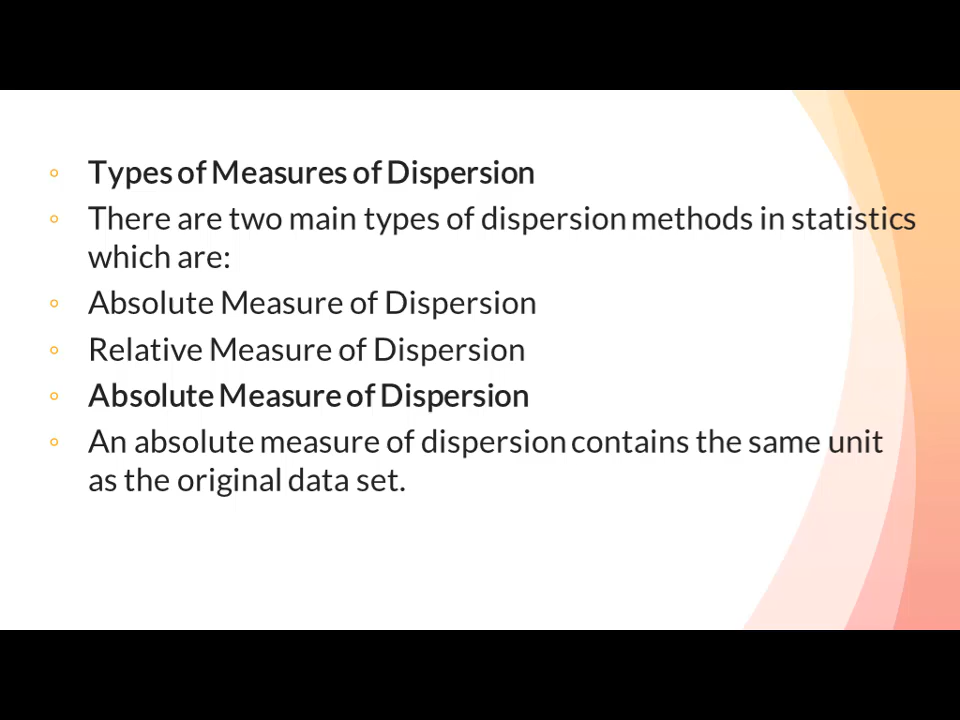 Types of Measures of Dispersion
There are two main types of dispersion methods in statistics
which are:
Absolute Measure of Dispersion
Relative Measure of Dispersion
Absolute Measure of Dispersion
An absolute measure of dispersion contains the same unit
as the original data set.